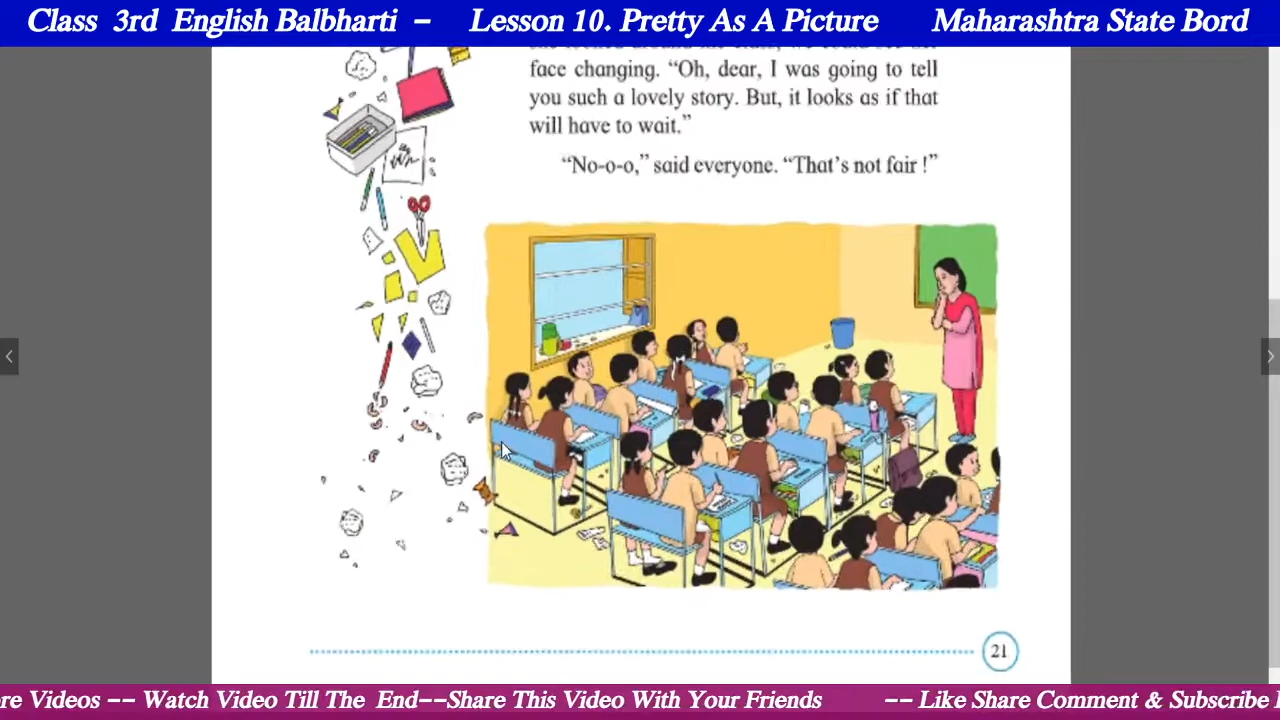 Class 3rd English Balbharti - Lesson 10. Pretty As A Picture Maharashtra State Bord
face changing. “Oh, dear, I was going to tell
you such a lovely story. But, it looks as if that
will have to wait.”
“No-o-o,” said everyone. “That’s not fair !”
21
Videos -- Watch Video Till The End--Share This Video With Your Friends -- Like Share Comment & Subscribe